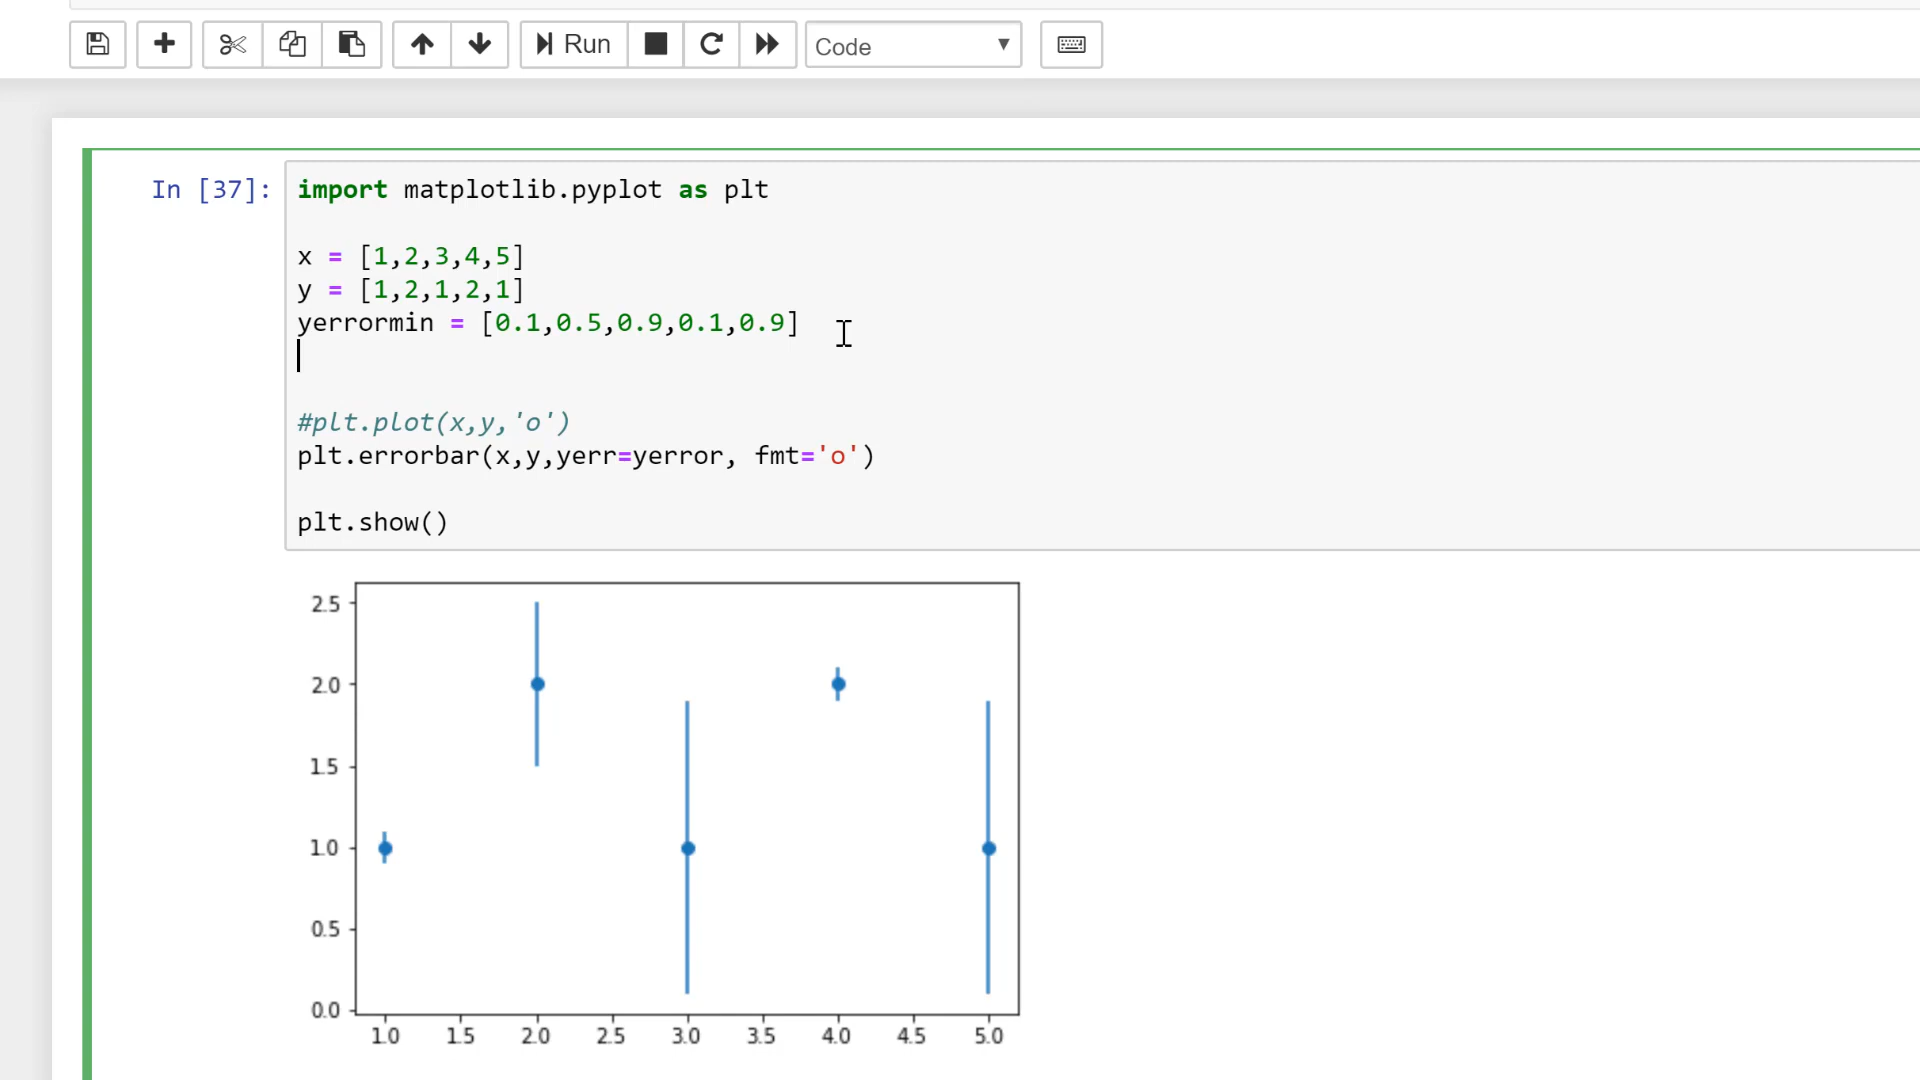 Run Code
In [37]: import matplotlib.pyplot as plt
x = [1,2,3,4,5]
y = [1,2,1,2,1]
yerrormin = [0.1,0.5,0.9,0.1,0.9]
#plt.plot(x,y,'o')
plt.errorbar(x,y,yerr=yerror, fmt='o')
plt.show()
2.5
2.0
1.5
1.0
0.5
0.0
1.0 1.5 2.0 2.5 3.0 3.5 4.0 4.5 5.0